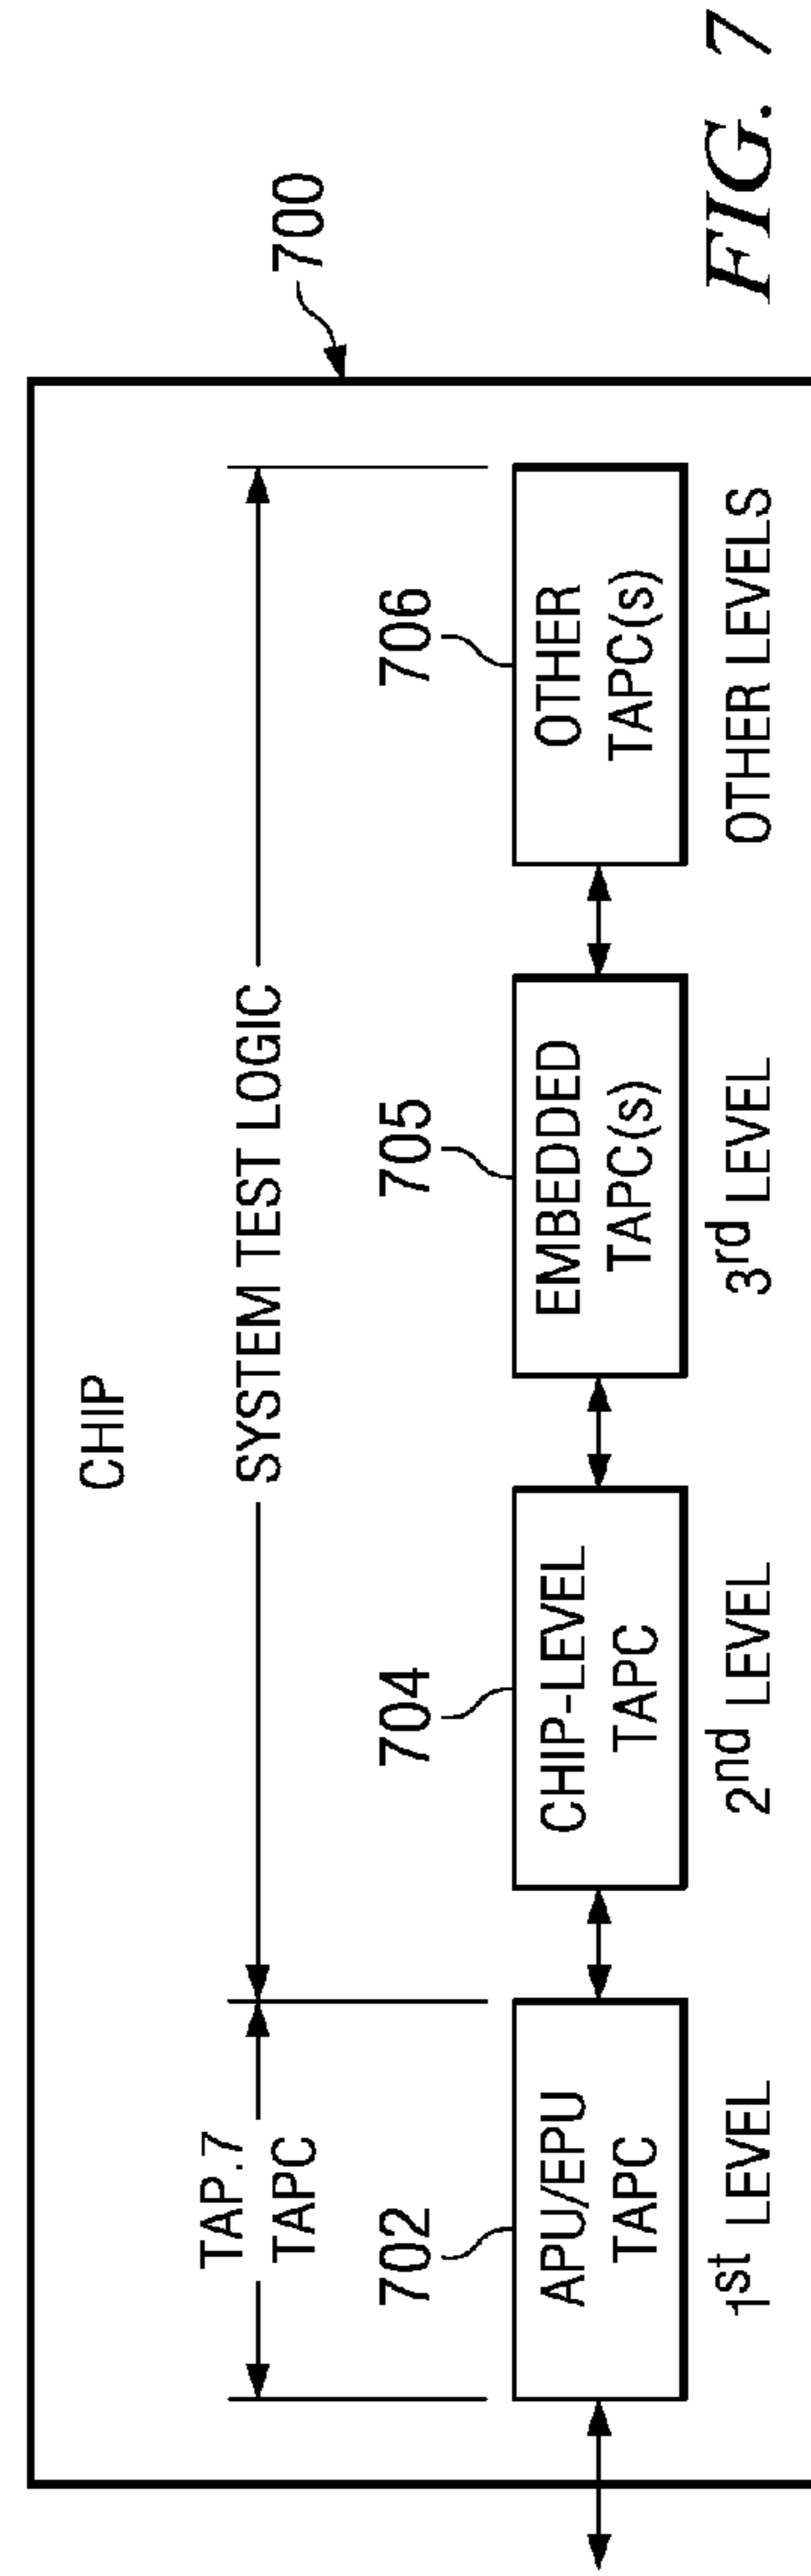 CHIP
700
TAP.7
TAPC
SYSTEM TEST LOGIC
702
704
705
706
APU/EPU
TAPC
CHIP-LEVEL
TAPC
EMBEDDED
TAPC(s)
OTHER
TAPC(s)
1st LEVEL
2nd LEVEL
3rd LEVEL
OTHER LEVELS
FIG. 7